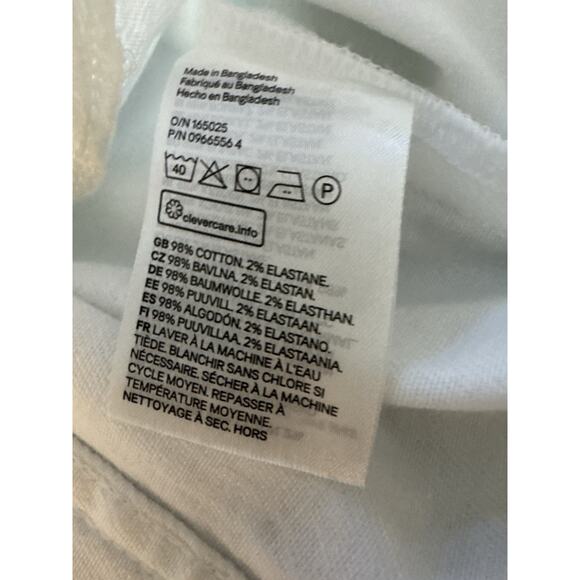 Made in Bangladesh
Fabriqué au Bangladesh
Hecho en Bangladesh
O/N 165025
P/N 0966556 4
40 P
clevercare.info
GB 98% COTTON. 2% ELASTANE.
CZ 98% BAVLNA. 2% ELASTAN.
DE 98% BAUMWOLLE. 2% ELASTHAN.
EE 98% PUUVILL. 2% ELASTAAN.
ES 98% ALGODÓN. 2% ELASTANO.
FI 98% PUUVILLAA. 2% ELASTAANIA.
FR LAVER À LA MACHINE À L'EAU
TIÈDE. BLANCHIR SANS CHLORE SI
NÉCESSAIRE. SÉCHER À LA MACHINE
CYCLE MOYEN. REPASSER À
TEMPÉRATURE MOYENNE.
NETTOYAGE À SEC. HORS